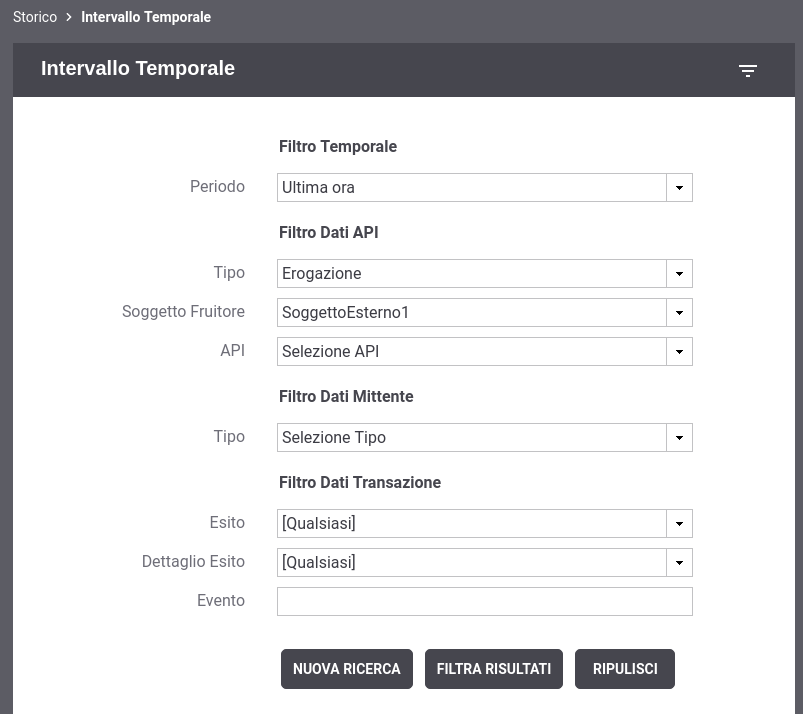 Storico > Intervallo Temporale
Intervallo Temporale
Filtro Temporale
Periodo Ultima ora
Filtro Dati API
Tipo Erogazione
Soggetto Fruitore SoggettoEsterno1
API Selezione API
Filtro Dati Mittente
Tipo Selezione Tipo
Filtro Dati Transazione
Esito [Qualsiasi]
Dettaglio Esito [Qualsiasi]
Evento
NUOVA RICERCA FILTRA RISULTATI RIPULISCI